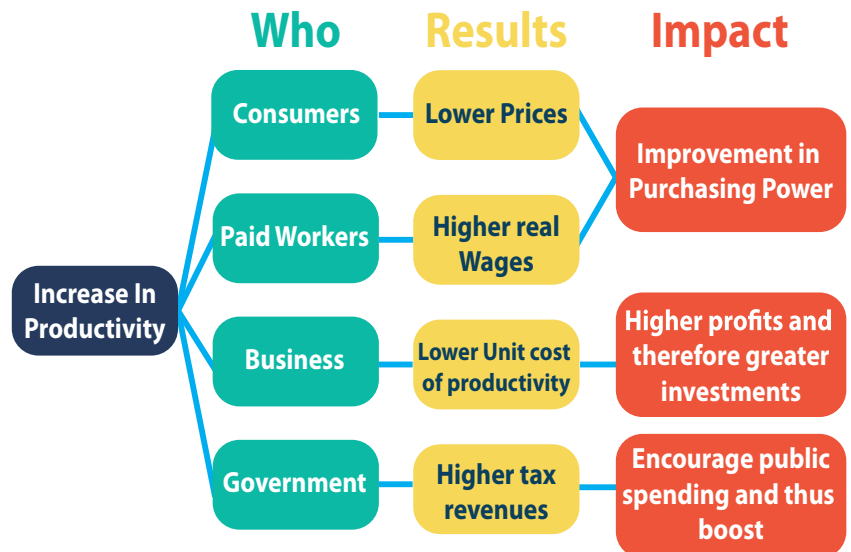 Who
Results
Impact
Increase In
Productivity
Consumers
Lower Prices
Improvement in
Purchasing Power
Paid Workers
Higher real
Wages
Business
Lower Unit cost
of productivity
Higher profits and
therefore greater
investments
Government
Higher tax
revenues
Encourage public
spending and thus
boost